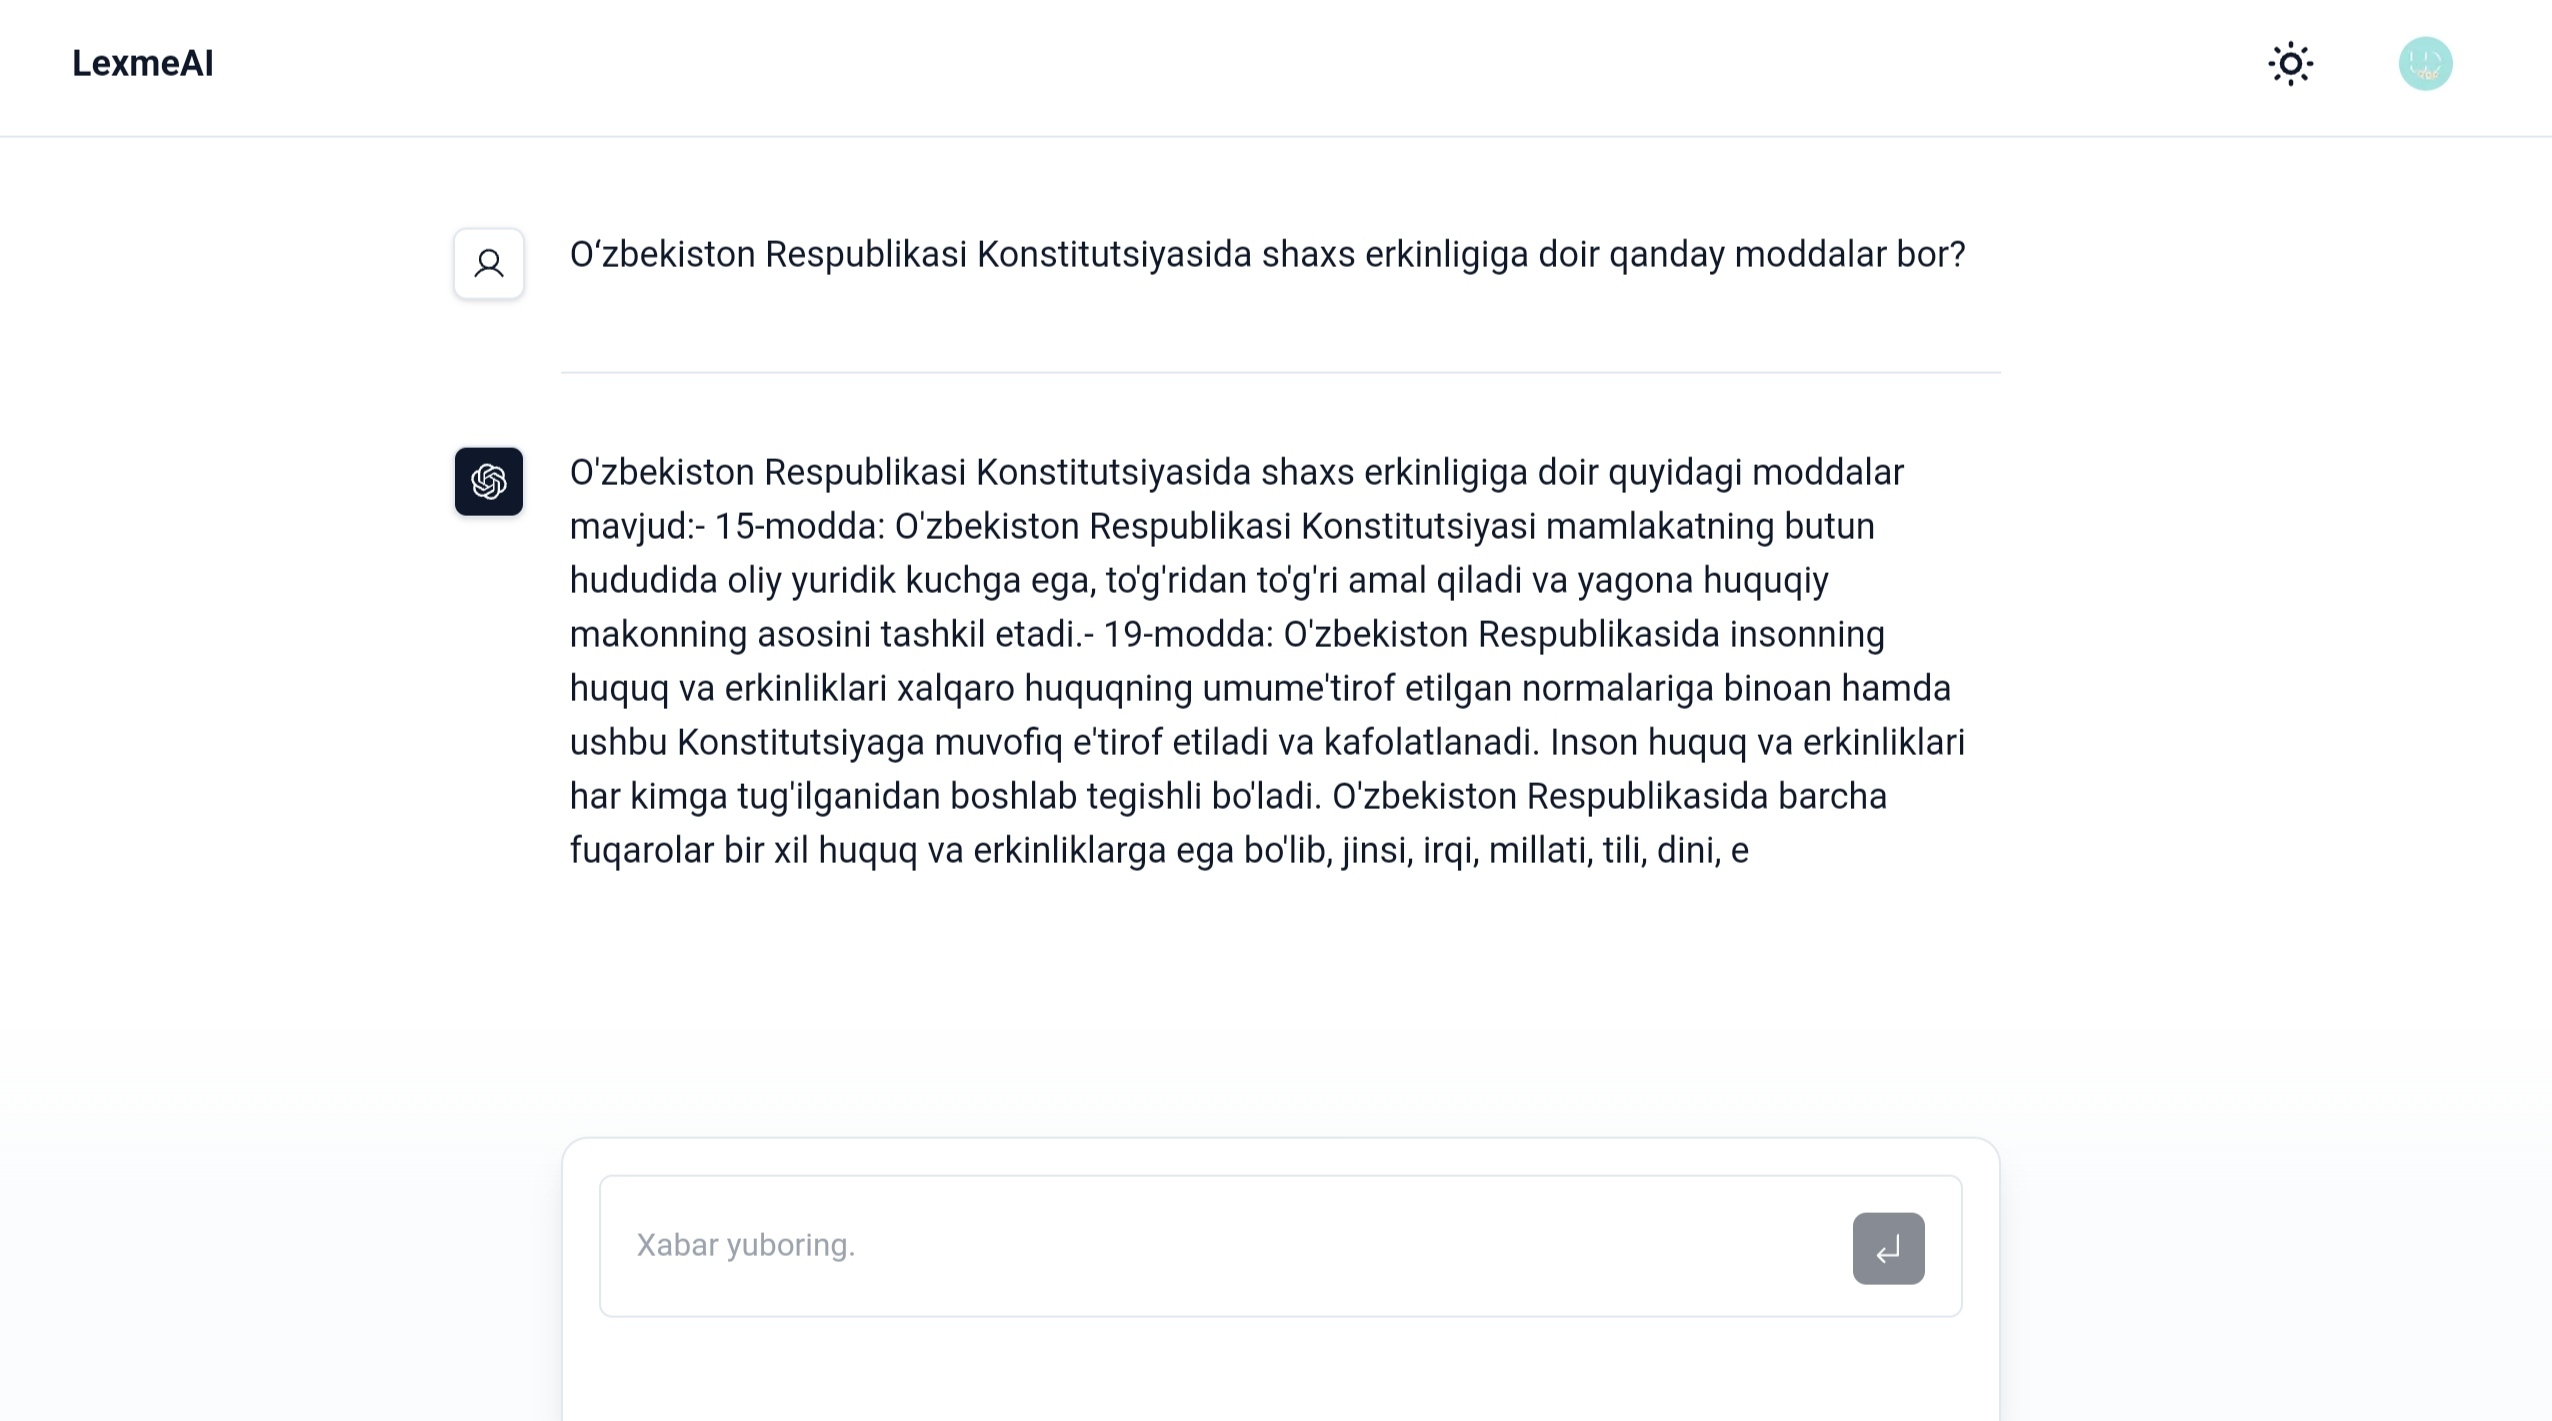 LexmeAI
Oʻzbekiston Respublikasi Konstitutsiyasida shaxs erkinligiga doir qanday moddalar bor?
O'zbekiston Respublikasi Konstitutsiyasida shaxs erkinligiga doir quyidagi moddalar
mavjud:- 15-modda: O'zbekiston Respublikasi Konstitutsiyasi mamlakatning butun
hududida oliy yuridik kuchga ega, to'g'ridan to'g'ri amal qiladi va yagona huquqiy
makonning asosini tashkil etadi.- 19-modda: O'zbekiston Respublikasida insonning
huquq va erkinliklari xalqaro huquqning umume'tirof etilgan normalariga binoan hamda
ushbu Konstitutsiyaga muvofiq e'tirof etiladi va kafolatlanadi. Inson huquq va erkinliklari
har kimga tug'ilganidan boshlab tegishli bo'ladi. O'zbekiston Respublikasida barcha
fuqarolar bir xil huquq va erkinliklarga ega bo'lib, jinsi, irqi, millati, tili, dini, e
Xabar yuboring.